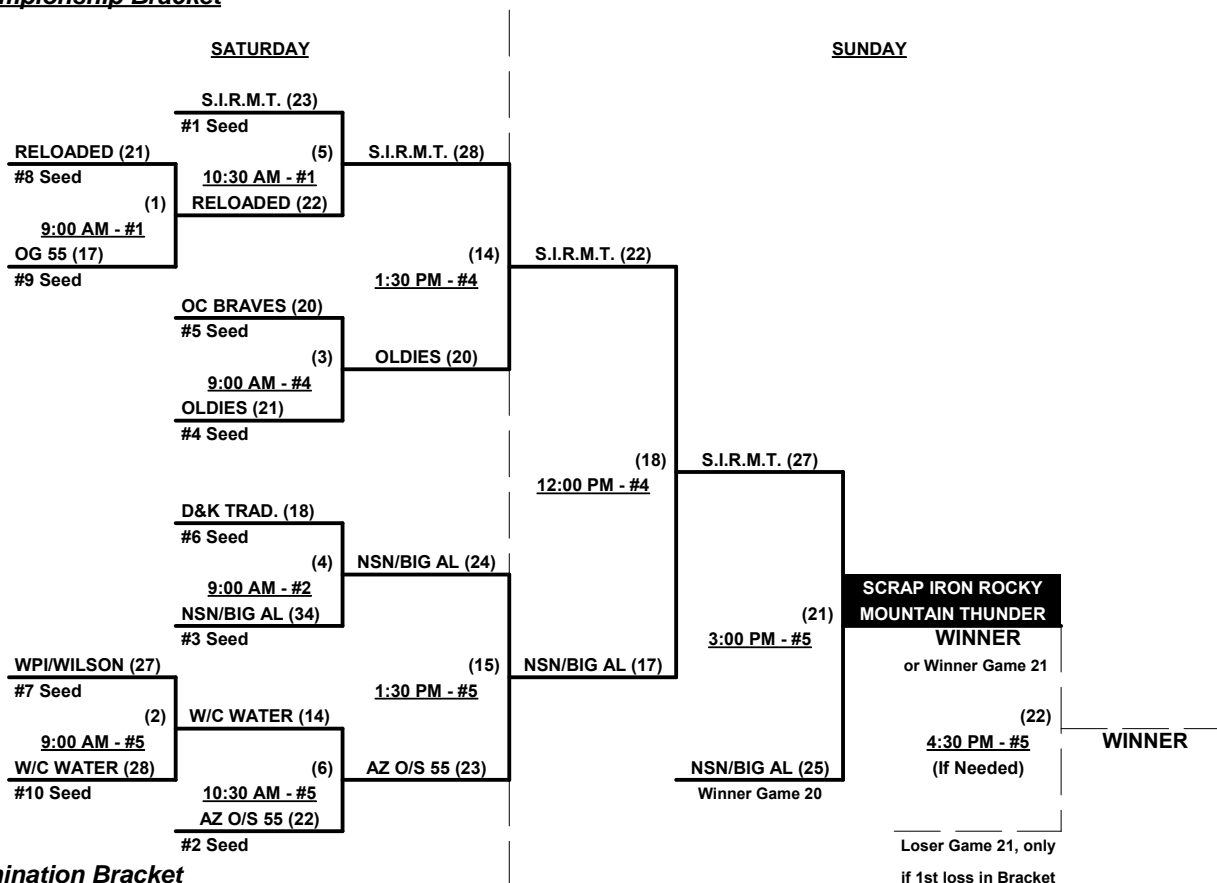 Championship Bracket
SATURDAY
SUNDAY
S.I.R.M.T. (23)
#1 Seed
RELOADED (21)
(5)
S.I.R.M.T. (28)
#8 Seed
10:30 AM - #1
(1)
RELOADED (22)
9:00 AM - #1
OG 55 (17)
(14)
S.I.R.M.T. (22)
#9 Seed
1:30 PM - #4
OC BRAVES (20)
#5 Seed
(3)
OLDIES (20)
9:00 AM - #4
OLDIES (21)
#4 Seed
(18)
S.I.R.M.T. (27)
12:00 PM - #4
D&K TRAD. (18)
#6 Seed
(4)
NSN/BIG AL (24)
9:00 AM - #2
SCRAP IRON ROCKY
NSN/BIG AL (34)
(21)
MOUNTAIN THUNDER
#3 Seed
3:00 PM - #5
WINNER
WPI/WILSON (27)
(15)
NSN/BIG AL (17)
or Winner Game 21
#7 Seed
1:30 PM - #5
(2)
W/C WATER (14)
(22)
9:00 AM - #5
4:30 PM - #5
WINNER
W/C WATER (28)
(6)
AZ O/S 55 (23)
NSN/BIG AL (25)
(If Needed)
#10 Seed
10:30 AM - #5
Winner Game 20
AZ O/S 55 (22)
#2 Seed
Loser Game 21, only
mination Bracket
if 1st loss in Bracket